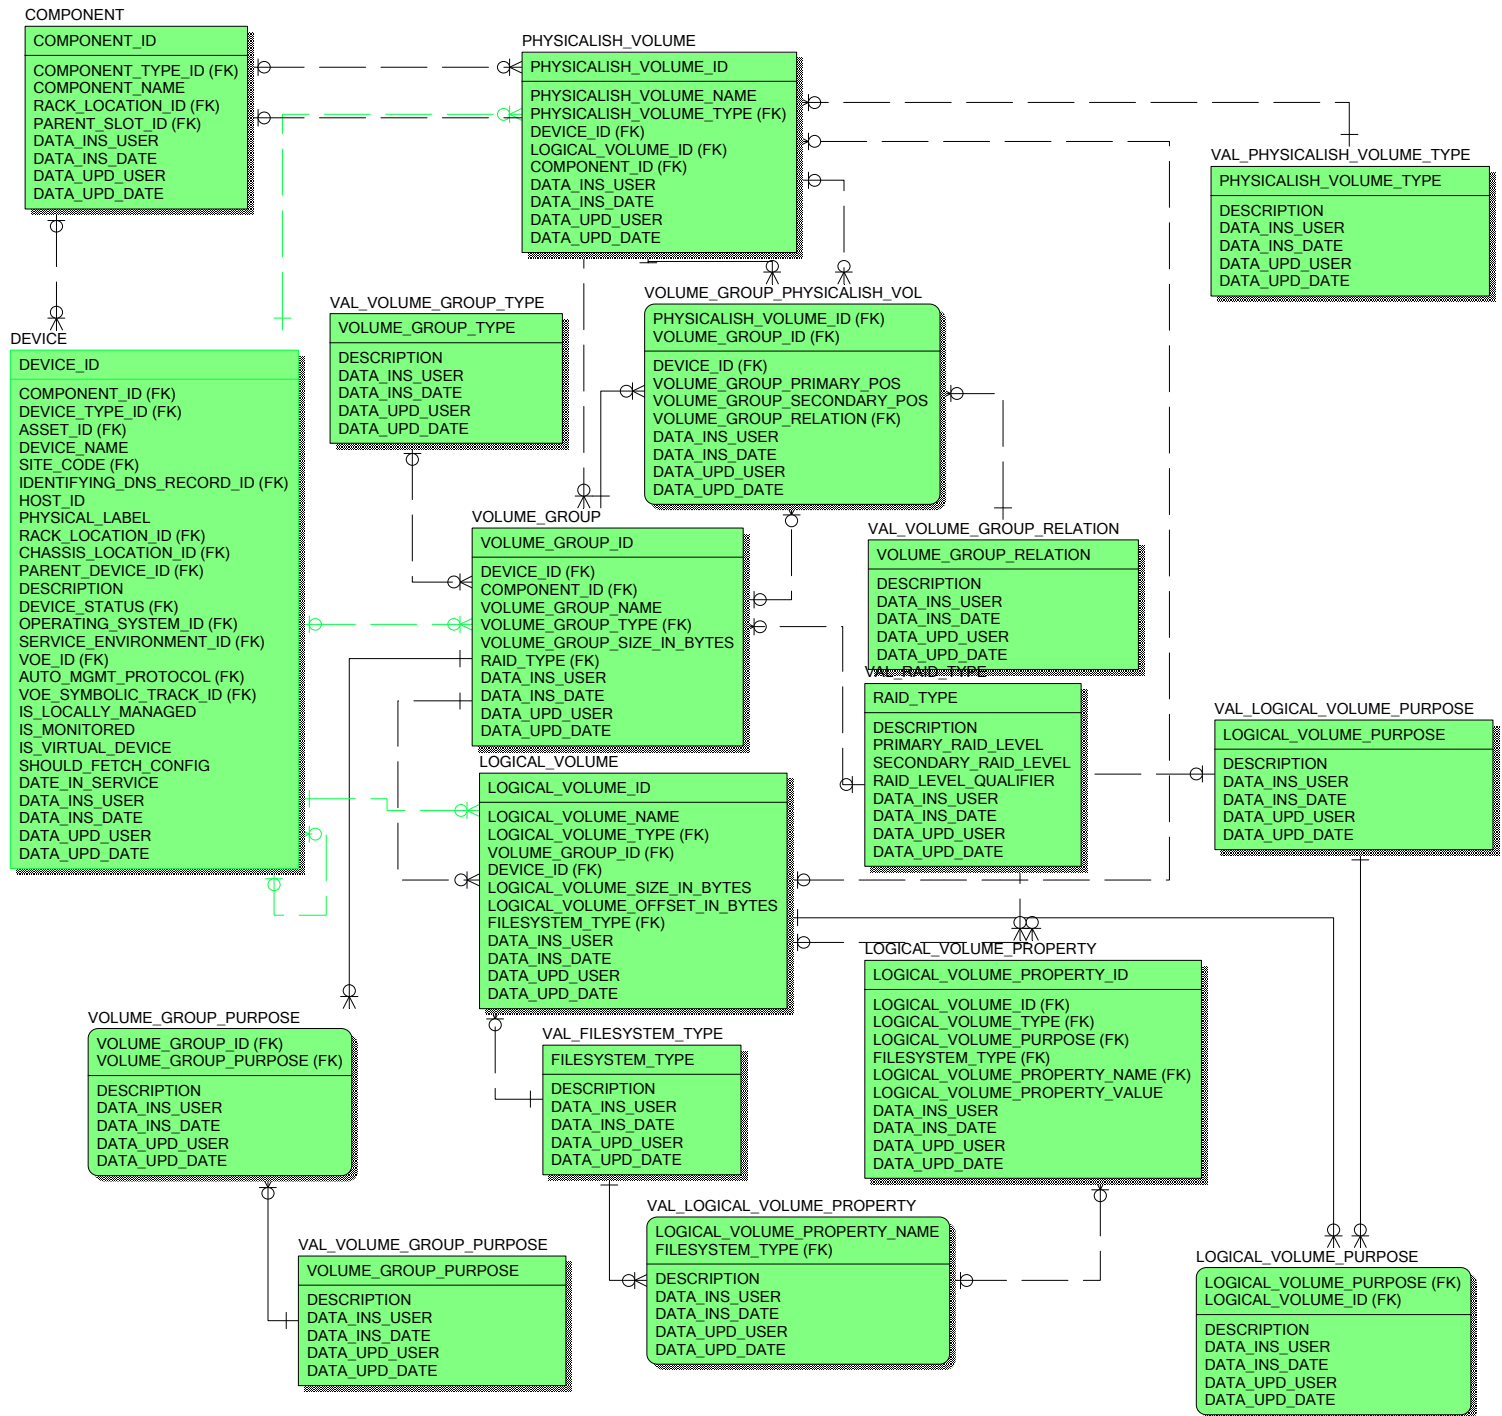 COMPONENT
COMPONENT_ID
COMPONENT_TYPE_ID (FK)
COMPONENT_NAME
RACK_LOCATION_ID (FK)
PARENT_SLOT_ID (FK)
DATA_INS_USER
DATA_INS_DATE
DATA_UPD_USER
DATA_UPD_DATE
PHYSICALISH_VOLUME
PHYSICALISH_VOLUME_ID
PHYSICALISH_VOLUME_NAME
PHYSICALISH_VOLUME_TYPE (FK)
DEVICE_ID (FK)
LOGICAL_VOLUME_ID (FK)
COMPONENT_ID (FK)
DATA_INS_USER
DATA_INS_DATE
DATA_UPD_USER
DATA_UPD_DATE
VAL_PHYSICALISH_VOLUME_TYPE
PHYSICALISH_VOLUME_TYPE
DESCRIPTION
DATA_INS_USER
DATA_INS_DATE
DATA_UPD_USER
DATA_UPD_DATE
DEVICE
DEVICE_ID
COMPONENT_ID (FK)
DEVICE_TYPE_ID (FK)
ASSET_ID (FK)
DEVICE_NAME
SITE_CODE (FK)
IDENTIFYING_DNS_RECORD_ID (FK)
HOST_ID
PHYSICAL_LABEL
RACK_LOCATION_ID (FK)
CHASSIS_LOCATION_ID (FK)
PARENT_DEVICE_ID (FK)
DESCRIPTION
DEVICE_STATUS (FK)
OPERATING_SYSTEM_ID (FK)
SERVICE_ENVIRONMENT_ID (FK)
VOE_ID (FK)
AUTO_MGMT_PROTOCOL (FK)
VOE_SYMBOLIC_TRACK_ID (FK)
IS_LOCALLY_MANAGED
IS_MONITORED
IS_VIRTUAL_DEVICE
SHOULD_FETCH_CONFIG
DATE_IN_SERVICE
DATA_INS_USER
DATA_INS_DATE
DATA_UPD_USER
DATA_UPD_DATE
VAL_VOLUME_GROUP_TYPE
VOLUME_GROUP_TYPE
DESCRIPTION
DATA_INS_USER
DATA_INS_DATE
DATA_UPD_USER
DATA_UPD_DATE
VOLUME_GROUP_PHYSICALISH_VOL
PHYSICALISH_VOLUME_ID (FK)
VOLUME_GROUP_ID (FK)
DEVICE_ID (FK)
VOLUME_GROUP_PRIMARY_POS
VOLUME_GROUP_SECONDARY_POS
VOLUME_GROUP_RELATION (FK)
DATA_INS_USER
DATA_INS_DATE
DATA_UPD_USER
DATA_UPD_DATE
VOLUME_GROUP
VOLUME_GROUP_ID
DEVICE_ID (FK)
COMPONENT_ID (FK)
VOLUME_GROUP_NAME
VOLUME_GROUP_TYPE (FK)
VOLUME_GROUP_SIZE_IN_BYTES
RAID_TYPE (FK)
DATA_INS_USER
DATA_INS_DATE
DATA_UPD_USER
DATA_UPD_DATE
VAL_VOLUME_GROUP_RELATION
VOLUME_GROUP_RELATION
DESCRIPTION
DATA_INS_USER
DATA_INS_DATE
DATA_UPD_USER
DATA_UPD_DATE
VAL_RAID_TYPE
RAID_TYPE
DESCRIPTION
PRIMARY_RAID_LEVEL
SECONDARY_RAID_LEVEL
RAID_LEVEL_QUALIFIER
DATA_INS_USER
DATA_INS_DATE
DATA_UPD_USER
DATA_UPD_DATE
VAL_LOGICAL_VOLUME_PURPOSE
LOGICAL_VOLUME_PURPOSE
DESCRIPTION
DATA_INS_USER
DATA_INS_DATE
DATA_UPD_USER
DATA_UPD_DATE
LOGICAL_VOLUME
LOGICAL_VOLUME_ID
LOGICAL_VOLUME_NAME
LOGICAL_VOLUME_TYPE (FK)
VOLUME_GROUP_ID (FK)
DEVICE_ID (FK)
LOGICAL_VOLUME_SIZE_IN_BYTES
LOGICAL_VOLUME_OFFSET_IN_BYTES
FILESYSTEM_TYPE (FK)
DATA_INS_USER
DATA_INS_DATE
DATA_UPD_USER
DATA_UPD_DATE
LOGICAL_VOLUME_PROPERTY
LOGICAL_VOLUME_PROPERTY_ID
LOGICAL_VOLUME_ID (FK)
LOGICAL_VOLUME_TYPE (FK)
LOGICAL_VOLUME_PURPOSE (FK)
FILESYSTEM_TYPE (FK)
LOGICAL_VOLUME_PROPERTY_NAME (FK)
LOGICAL_VOLUME_PROPERTY_VALUE
DATA_INS_USER
DATA_INS_DATE
DATA_UPD_USER
DATA_UPD_DATE
VOLUME_GROUP_PURPOSE
VOLUME_GROUP_ID (FK)
VOLUME_GROUP_PURPOSE (FK)
DESCRIPTION
DATA_INS_USER
DATA_INS_DATE
DATA_UPD_USER
DATA_UPD_DATE
VAL_FILESYSTEM_TYPE
FILESYSTEM_TYPE
DESCRIPTION
DATA_INS_USER
DATA_INS_DATE
DATA_UPD_USER
DATA_UPD_DATE
VAL_VOLUME_GROUP_PURPOSE
VOLUME_GROUP_PURPOSE
DESCRIPTION
DATA_INS_USER
DATA_INS_DATE
DATA_UPD_USER
DATA_UPD_DATE
VAL_LOGICAL_VOLUME_PROPERTY
LOGICAL_VOLUME_PROPERTY_NAME
FILESYSTEM_TYPE (FK)
DESCRIPTION
DATA_INS_USER
DATA_INS_DATE
DATA_UPD_USER
DATA_UPD_DATE
LOGICAL_VOLUME_PURPOSE
LOGICAL_VOLUME_PURPOSE (FK)
LOGICAL_VOLUME_ID (FK)
DESCRIPTION
DATA_INS_USER
DATA_INS_DATE
DATA_UPD_USER
DATA_UPD_DATE